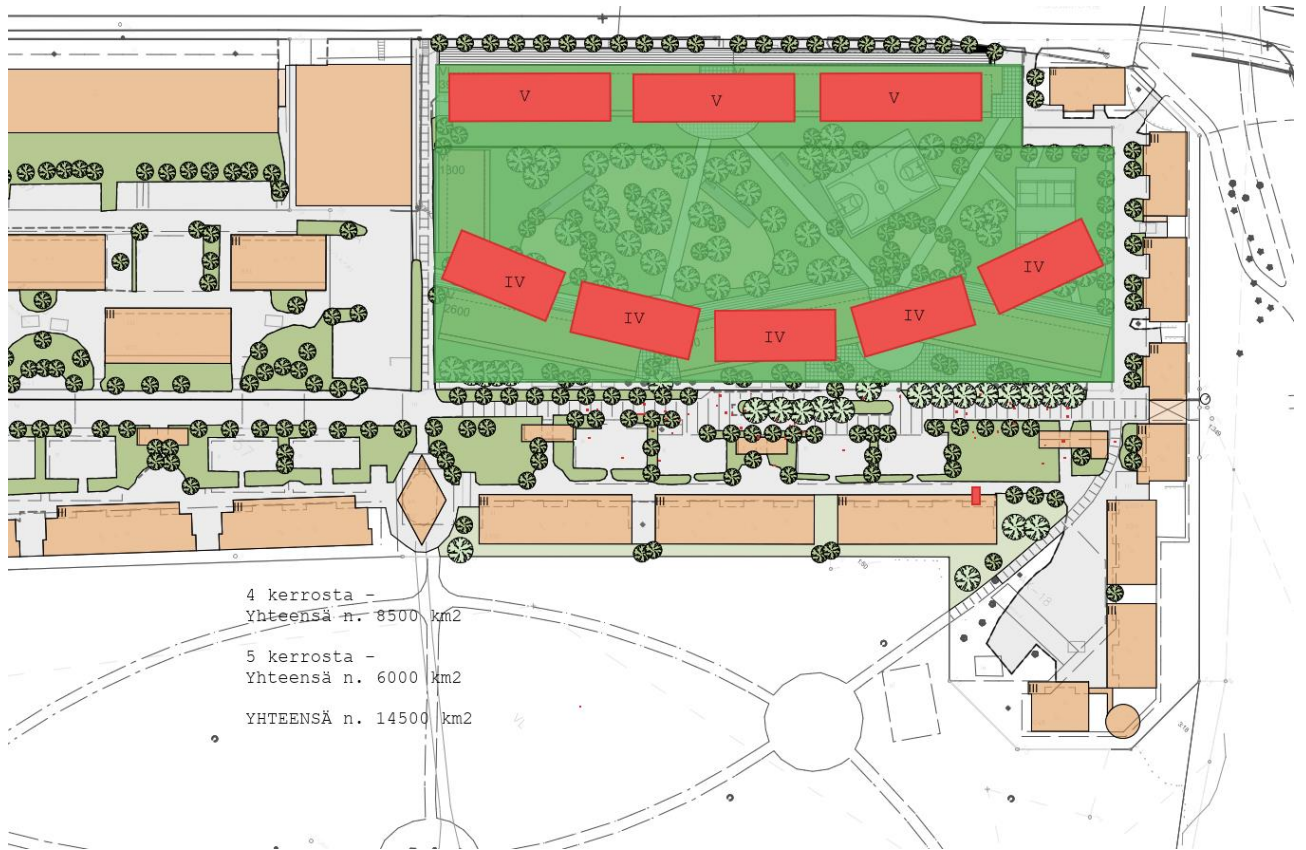 V
V
V
1300
IV
IV
IV
IV
IV
2600
150
4 kerrosta -
Yhteensä n. 8500 km2
5 kerrosta -
Yhteensä n. 6000 km2
YHTEENSÄ n. 14500 km2